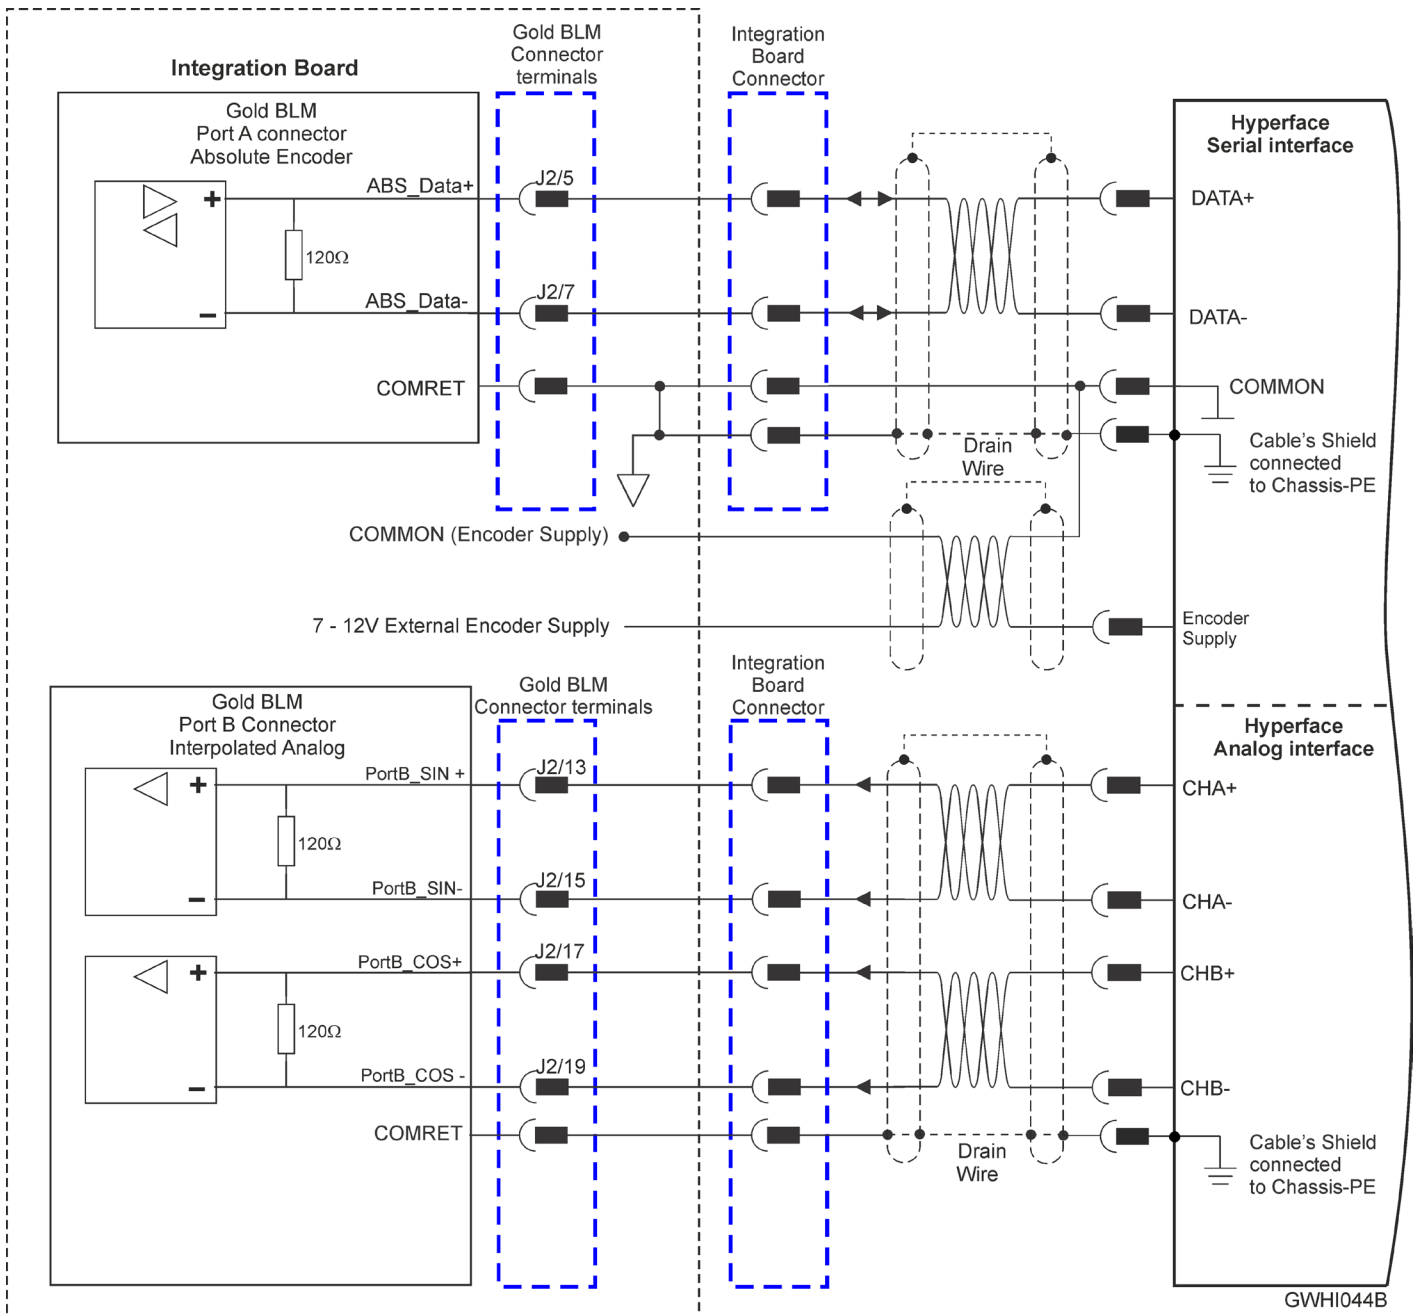 Integration Board
Gold BLM
Connector
terminals
Integration
Board
Connector
Gold BLM
Port A connector
Absolute Encoder
Hyperface
Serial interface
+
ABS_Data+
J2/5
DATA+
120Ω
−
ABS_Data-
J2/7
DATA-
COMRET
COMMON
Drain
Wire
Cable's Shield
connected
to Chassis-PE
COMMON (Encoder Supply)
7 - 12V External Encoder Supply
Encoder
Supply
Gold BLM
Port B Connector
Interpolated Analog
Gold BLM
Connector terminals
Integration
Board
Connector
Hyperface
Analog interface
+
PortB_SIN +
J2/13
CHA+
120Ω
−
PortB_SIN-
J2/15
CHA-
+
PortB_COS+
J2/17
CHB+
120Ω
−
PortB_COS -
J2/19
CHB-
COMRET
Drain
Wire
Cable's Shield
connected
to Chassis-PE
GWHI044B